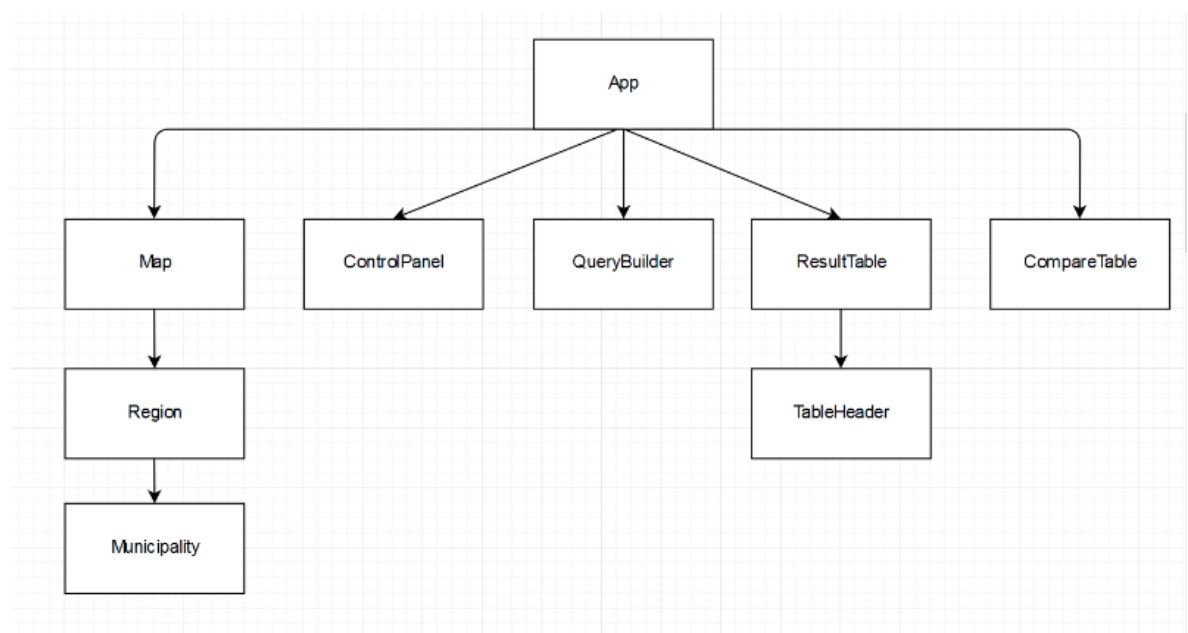 App
Map
ControlPanel
QueryBuilder
ResultTable
CompareTable
Region
TableHeader
Municipality